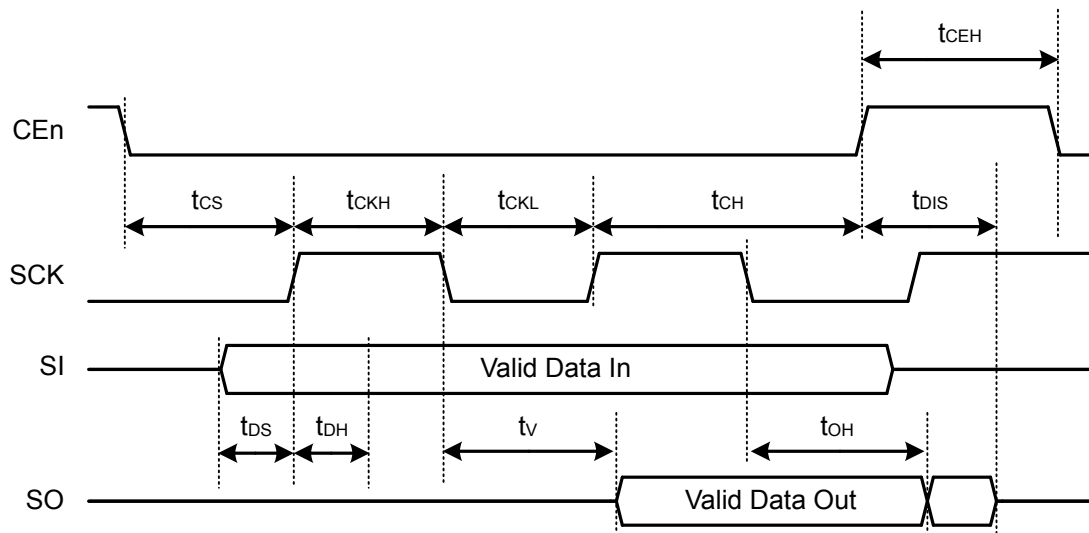 tCEH
CEn
tCS tCKH tCKL tCH tDIS
SCK
SI Valid Data In
tDS tDH tV tOH
SO Valid Data Out